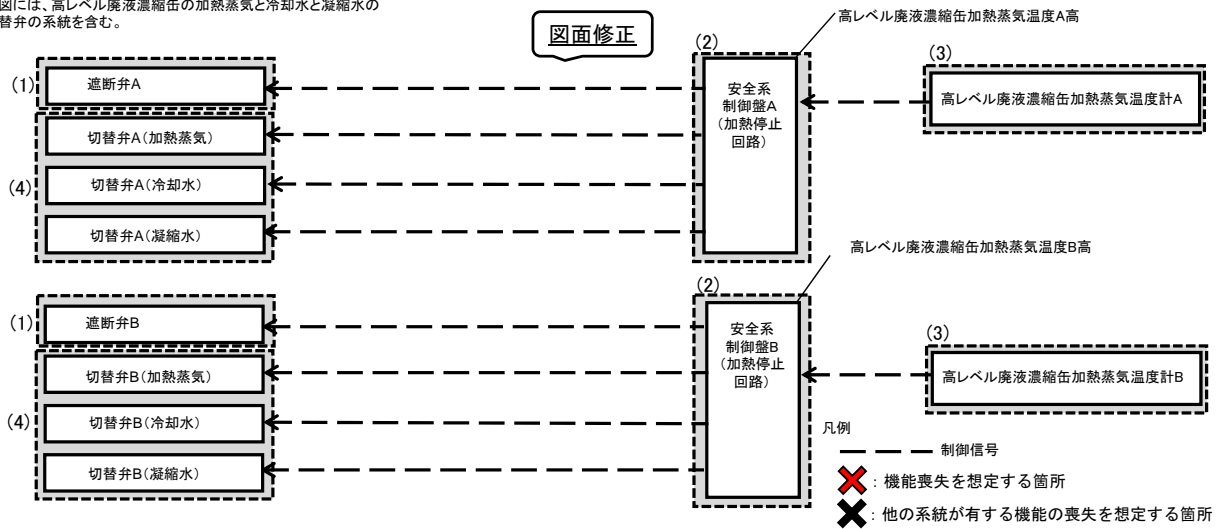 図には、高レベル廃液濃縮缶の加熱蒸気と冷却水と凝縮水の
替弁の系統を含む。
図面修正
高レベル廃液濃縮缶加熱蒸気温度A高
(1)
遮断弁A
切替弁A(加熱蒸気)
(4)
切替弁A(冷却水)
切替弁A(凝縮水)
(2)
安全系
制御盤A
(加熱停止
回路)
(3)
高レベル廃液濃縮缶加熱蒸気温度計A
高レベル廃液濃縮缶加熱蒸気温度B高
(1)
遮断弁B
切替弁B(加熱蒸気)
(4)
切替弁B(冷却水)
切替弁B(凝縮水)
(2)
安全系
制御盤B
(加熱停止
回路)
(3)
高レベル廃液濃縮缶加熱蒸気温度計B
凡例
制御信号
：機能喪失を想定する箇所
：他の系統が有する機能の喪失を想定する箇所